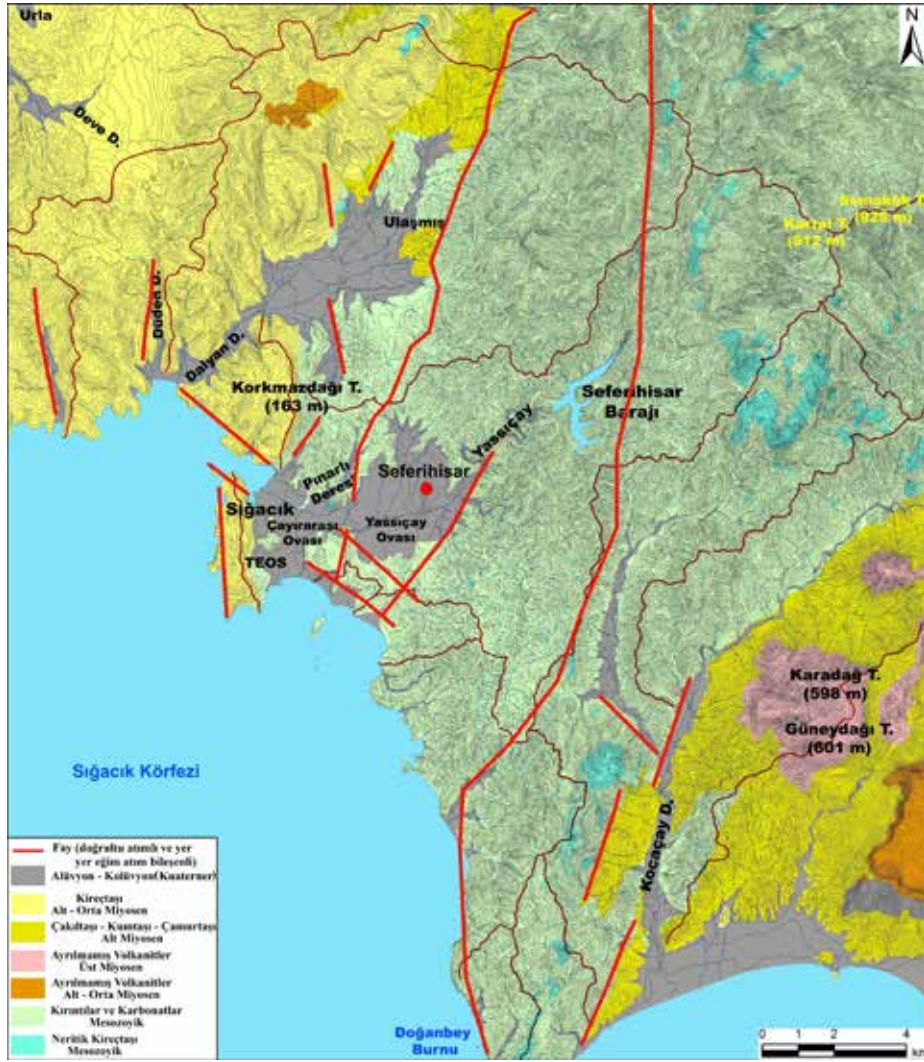 Urla
N
Deve D.
Ulaşmış
(925 m)
(912 m)
Düden D.
Dalyan D.
Korkmazdağı T.
(163 m)
Seferihisar
Barajı
Yassıçay
Pınarlı
Deresi
Seferihisar
Sığacık
Çayırarası
Ovası
Yassıçay
Ovası
TEOS
Karadağ T.
(598 m)
Güneydağı T.
(601 m)
Sığacık Körfezi
Kocaçay D.
Doğanbey
Burnu
Fay (doğrultu atımlı ve yer
yer eğim atım bileşenli)
Alüvyon - Kolüvyon(Kuaterner)
Kireçtaşı
Alt - Orta Miyosen
Çakıltaşı - Kumtaşı - Çamurtaşı
Alt Miyosen
Ayrılmamış Volkanitler
Üst Miyosen
Ayrılmamış Volkanitler
Alt - Orta Miyosen
Kırıntılar ve Karbonatlar
Mesozoyik
Neritik Kireçtaşı
Mesozoyik
0 2 4